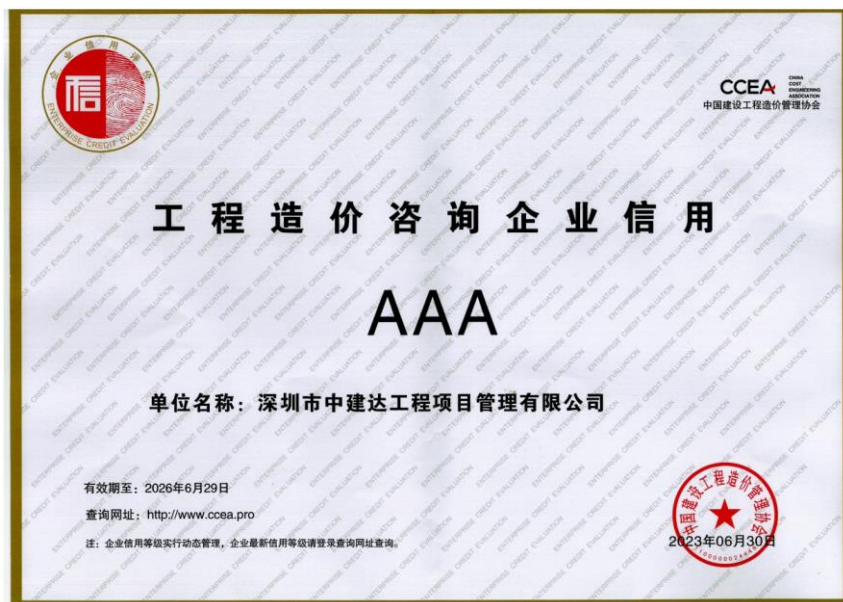 企业信用评价
信
ENTERPRISE CREDIT EVALUATION
CCEA
CHINA
COST
ENGINEERING
ASSOCIATION
中国建设工程造价管理协会
工程造价咨询企业信用
AAA
单位名称：深圳市中建达工程项目管理有限公司
有效期至：2026年6月29日
查询网址：http://www.ccea.pro
注：企业信用等级实行动态管理，企业最新信用等级请登录查询网址查询。
中国建设工程造价管理协会
2023年06月30日